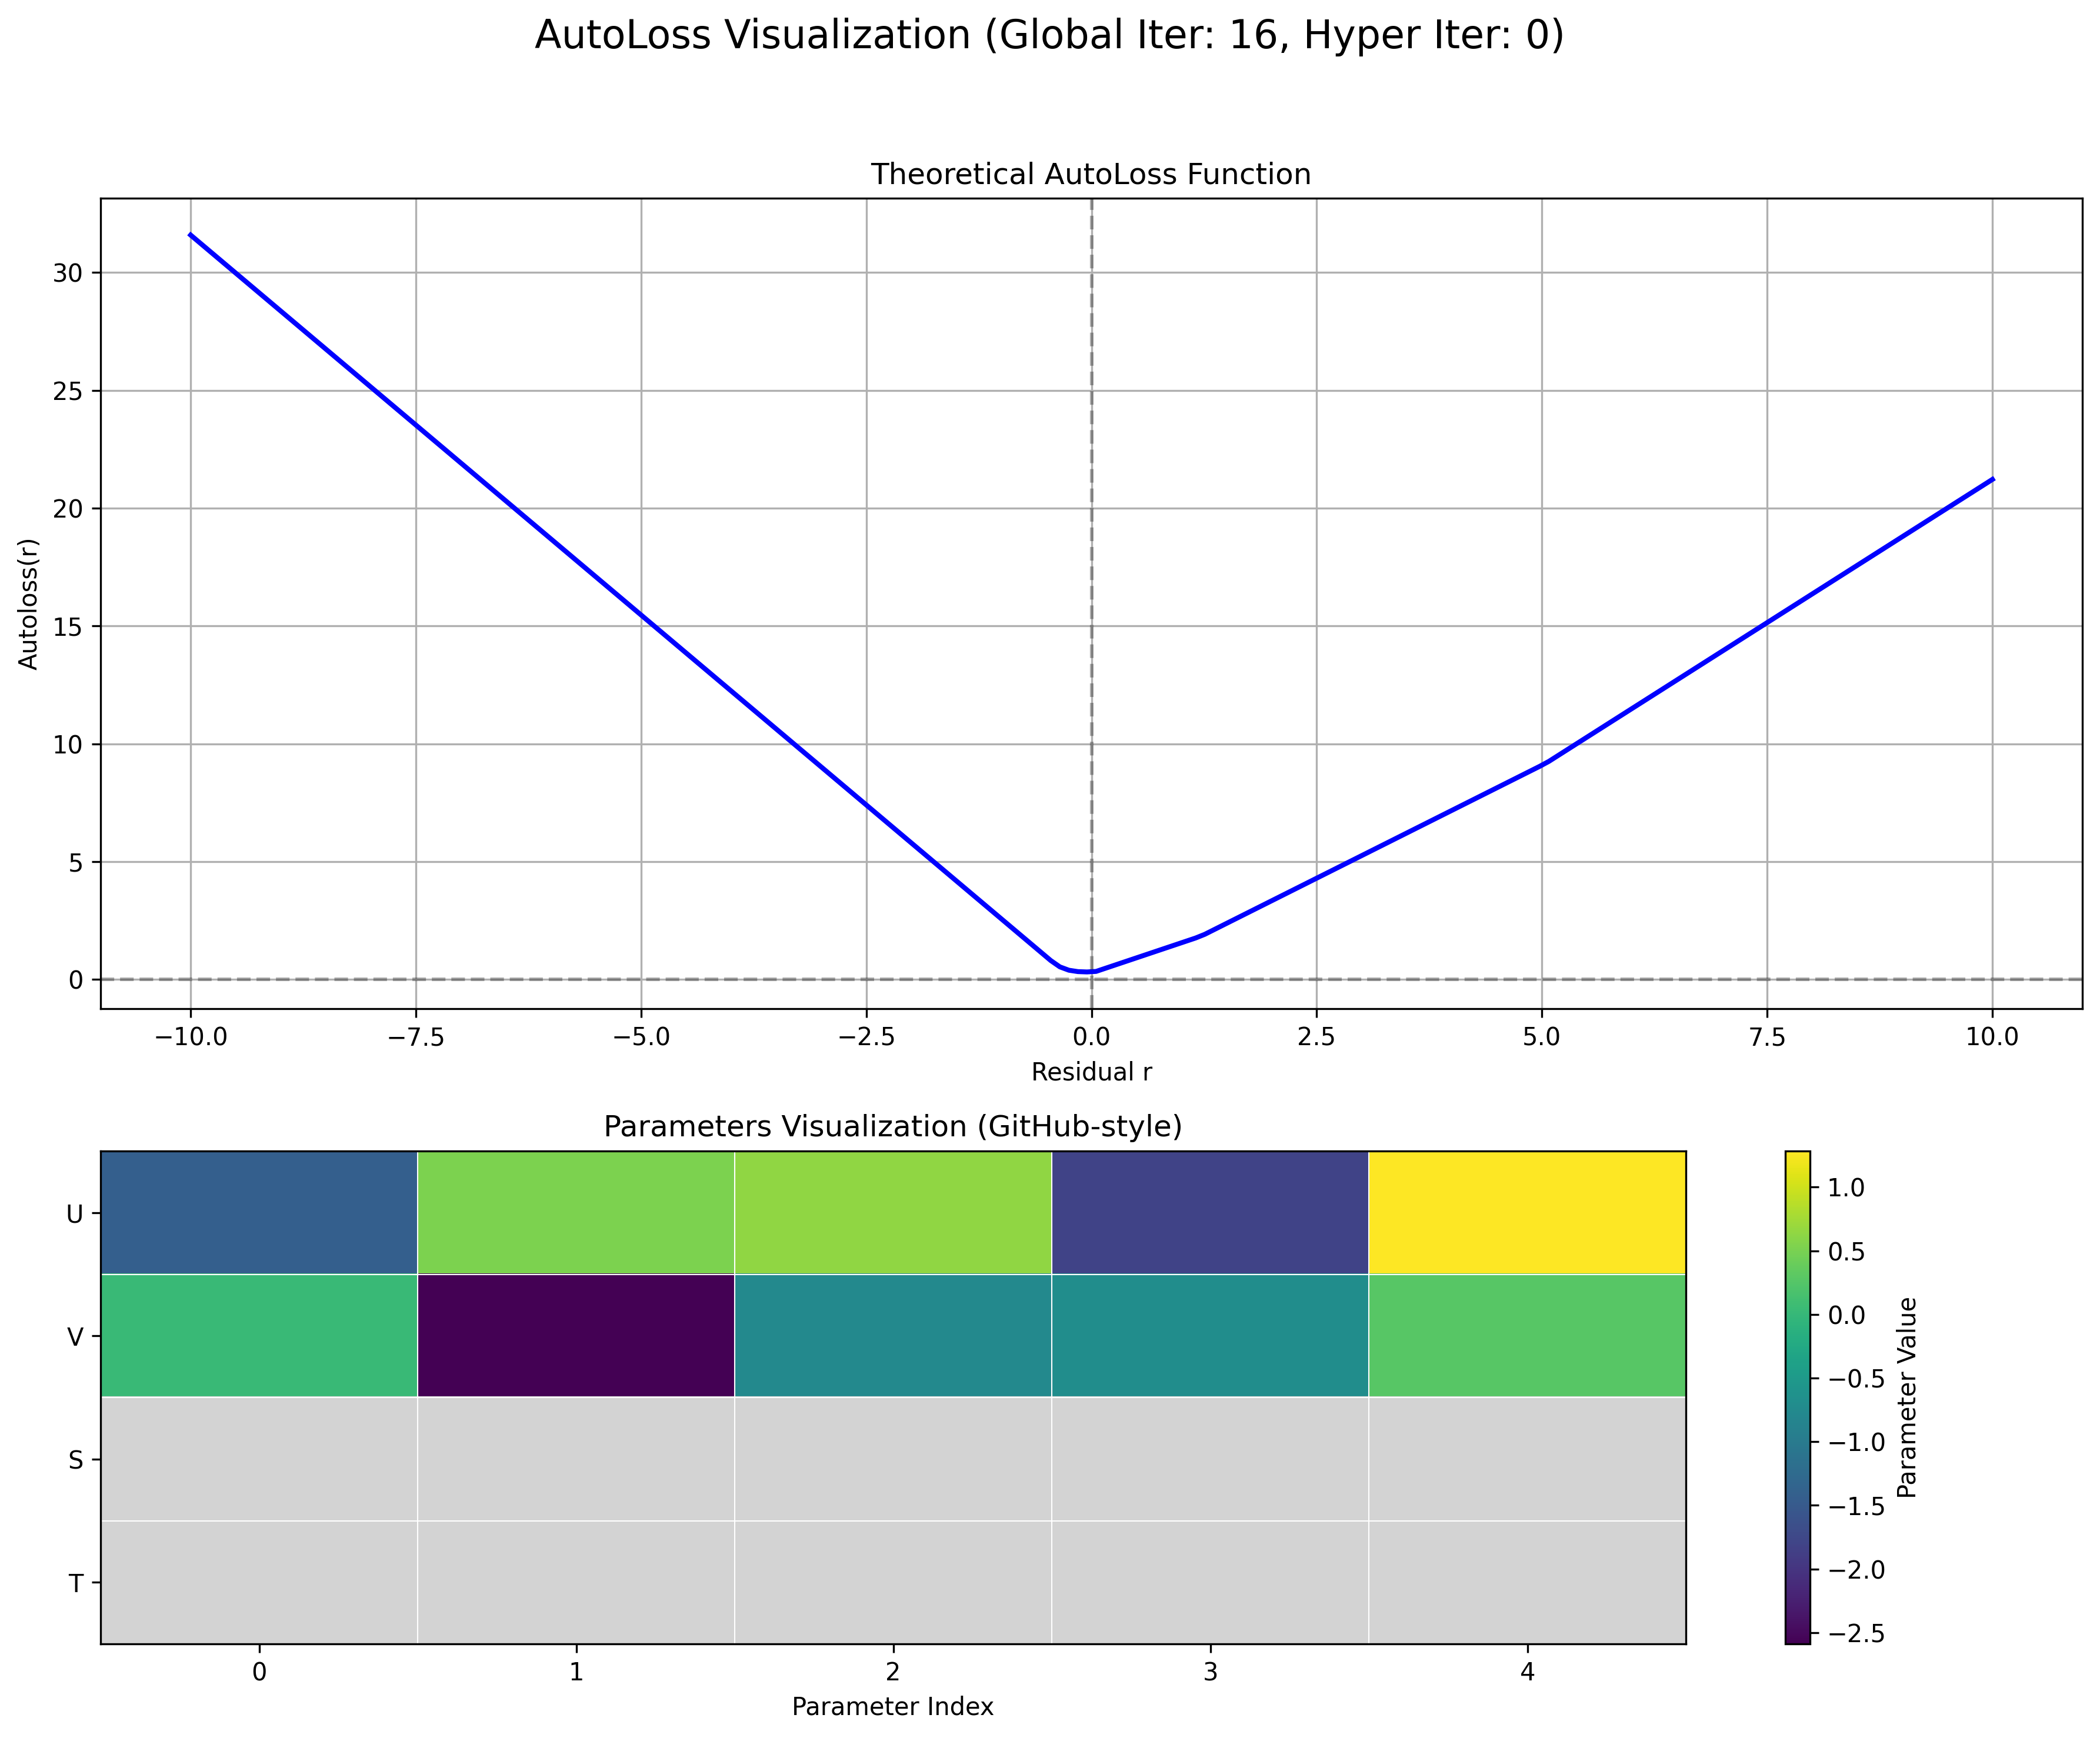 AutoLoss Visualization (Global Iter: 16, Hyper Iter: 0)
Theoretical AutoLoss Function
30
25
20
15
10
5
0
Autoloss(r)
−10.0 −7.5 −5.0 −2.5 0.0 2.5 5.0 7.5 10.0
Residual r
Parameters Visualization (GitHub-style)
U
V
S
T
0 1 2 3 4
Parameter Index
1.0
0.5
0.0
−0.5
−1.0
−1.5
−2.0
−2.5
Parameter Value